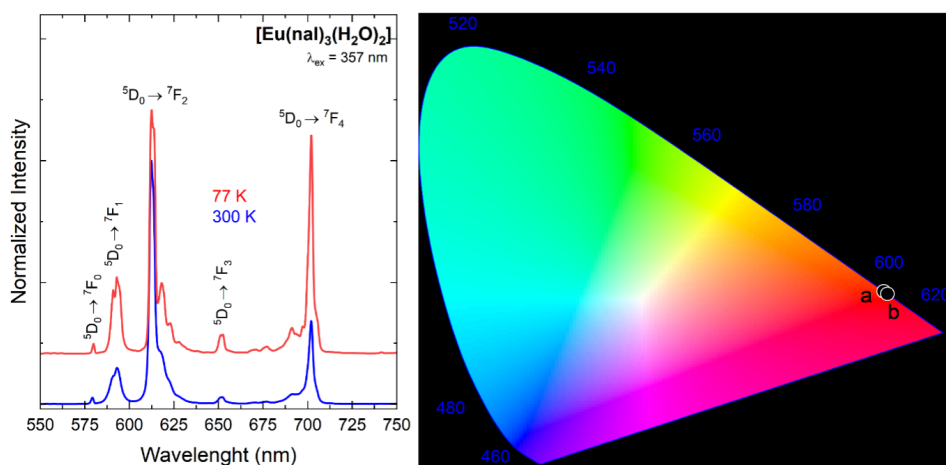 [Eu(nal)₃(H₂O)₂]
λₑₓ = 357 nm
⁵D₀ → ⁷F₂
⁵D₀ → ⁷F₄
⁵D₀ → ⁷F₁
⁵D₀ → ⁷F₀
⁵D₀ → ⁷F₃
77 K
300 K
Normalized Intensity
550 575 600 625 650 675 700 725 750
Wavelenght (nm)
520
540
560
580
600
620
a
b
480
460